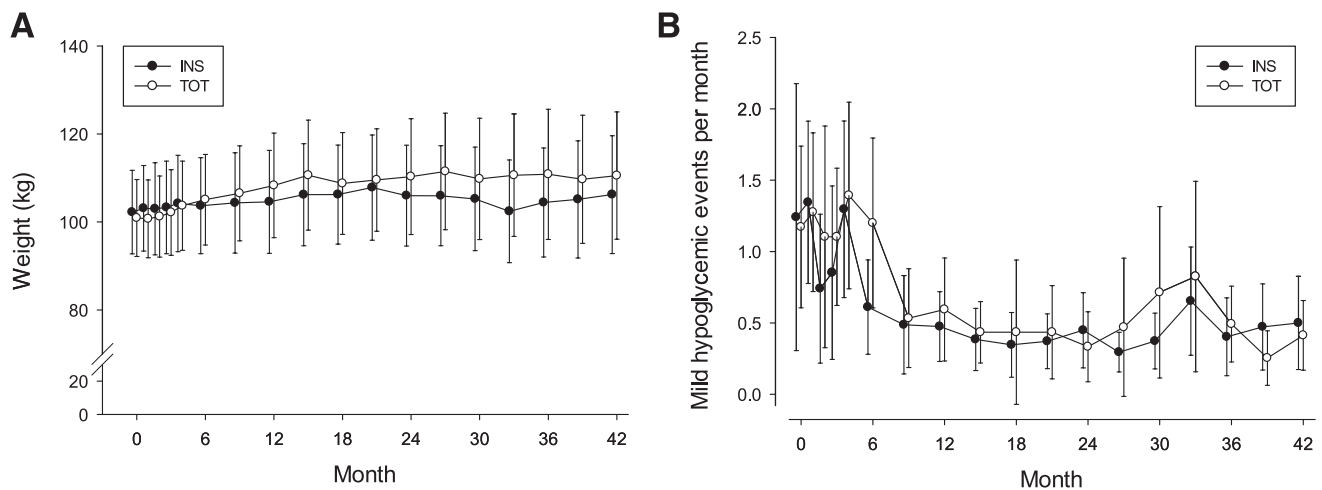 A
INS
TOT
Weight (kg)
140
120
100
80
20
0
0 6 12 18 24 30 36 42
Month
B
INS
TOT
Mild hypoglycemic events per month
2.5
2.0
1.5
1.0
0.5
0.0
0 6 12 18 24 30 36 42
Month